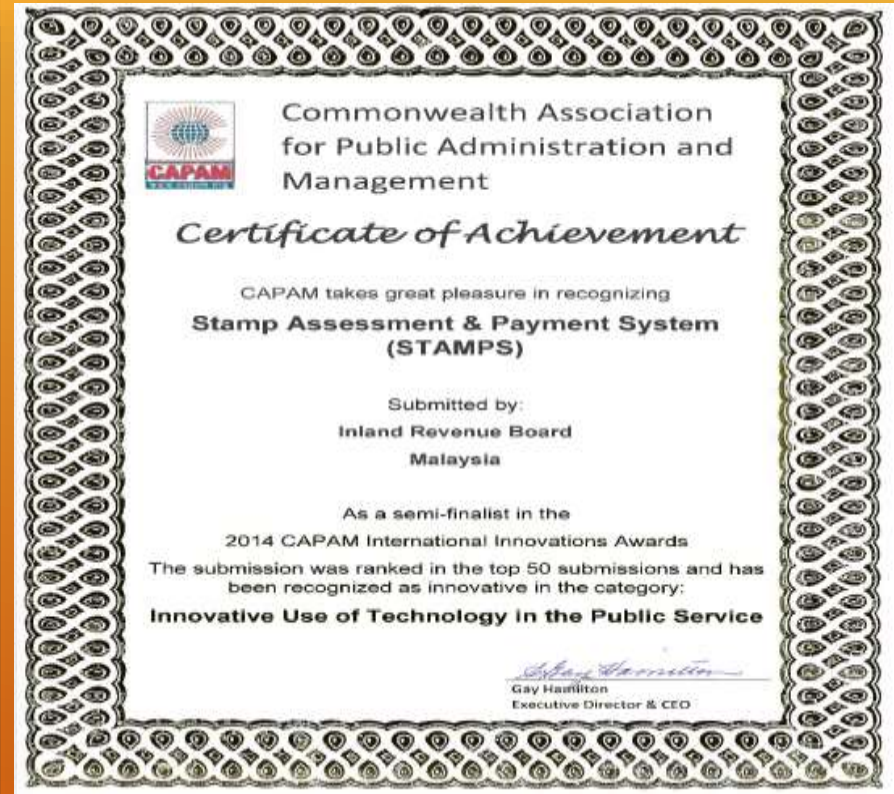 CAPAM
Commonwealth Association
for Public Administration and
Management
Certificate of Achievement
CAPAM takes great pleasure in recognizing
Stamp Assessment & Payment System
(STAMPS)
Submitted by:
Inland Revenue Board
Malaysia
As a semi-finalist in the
2014 CAPAM International Innovations Awards
The submission was ranked in the top 50 submissions and has
been recognized as innovative in the category:
Innovative Use of Technology in the Public Service
Gay Hamilton
Gay Hamilton
Executive Director & CEO